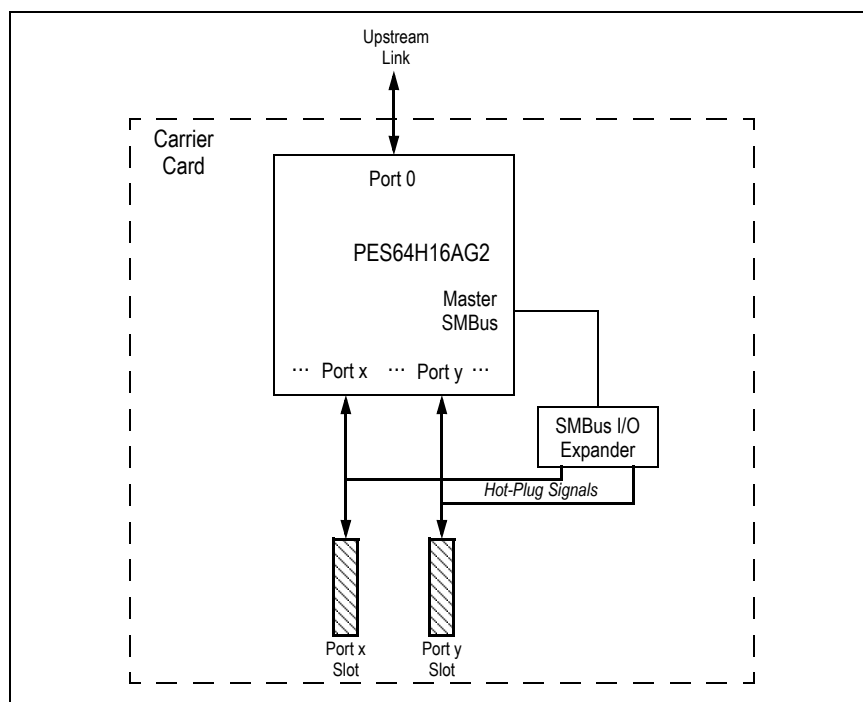 Upstream
Link
Carrier
Card
Port 0
PES64H16AG2
Master
SMBus
··· Port x ··· Port y ···
SMBus I/O
Expander
Hot-Plug Signals
Port x
Slot
Port y
Slot